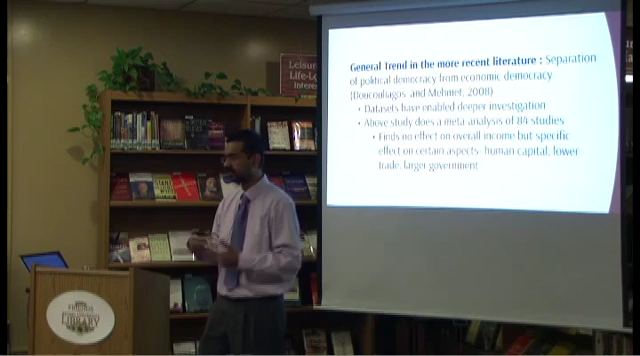 General Trend in the more recent literature : Separation
of political democracy from economic democracy
(Doucouliagos and Mehmet, 2008)
• Datasets have enabled deeper investigation
• Above study does a meta analysis of 84 studies
• Finds no effect on overall income but specific
effect on certain aspects- human capital, lower
trade, larger government
Leisure
Life-Lo
Interes
FRIENDS
LIBRARY